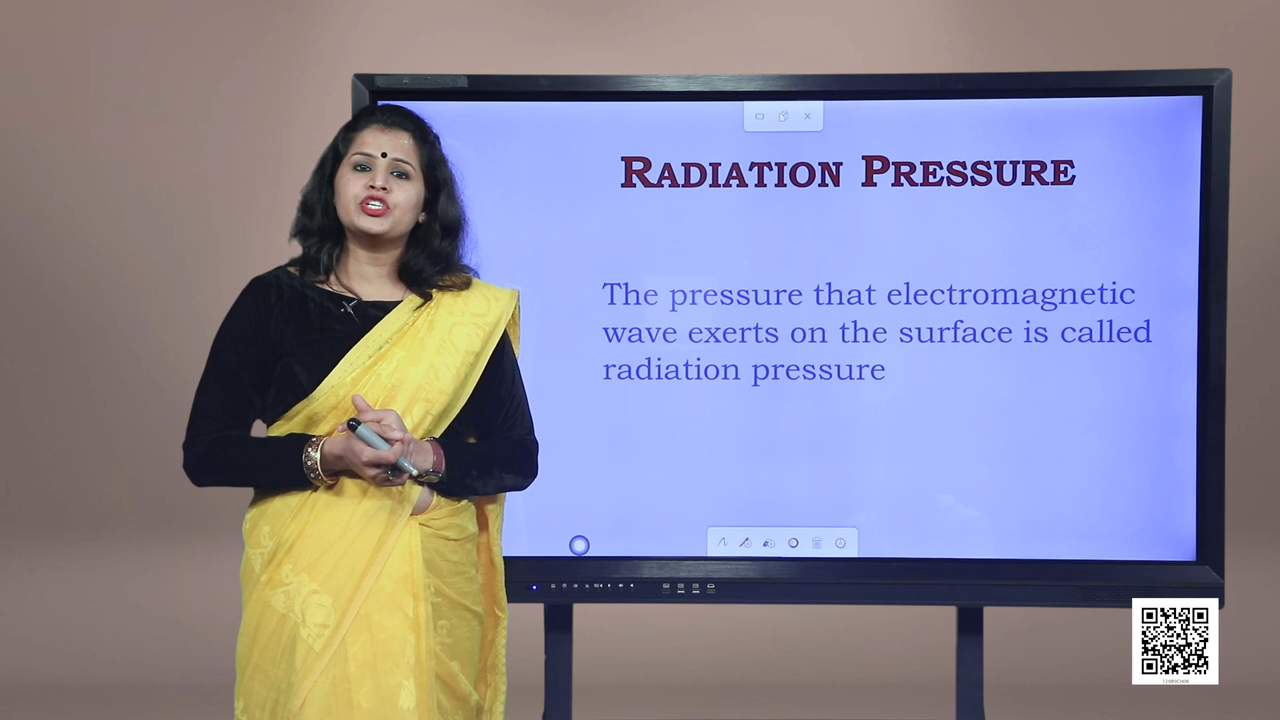 RADIATION PRESSURE
The pressure that electromagnetic
wave exerts on the surface is called
radiation pressure